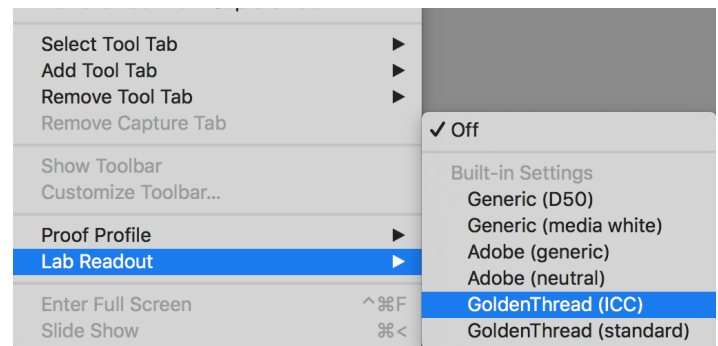 Select Tool Tab ▶
Add Tool Tab ▶
Remove Tool Tab ▶
Remove Capture Tab
Show Toolbar
Customize Toolbar...
Proof Profile ▶
Lab Readout ▶
Enter Full Screen ^⌘F
Slide Show ⌘<
✓ Off
Built-in Settings
Generic (D50)
Generic (media white)
Adobe (generic)
Adobe (neutral)
GoldenThread (ICC)
GoldenThread (standard)